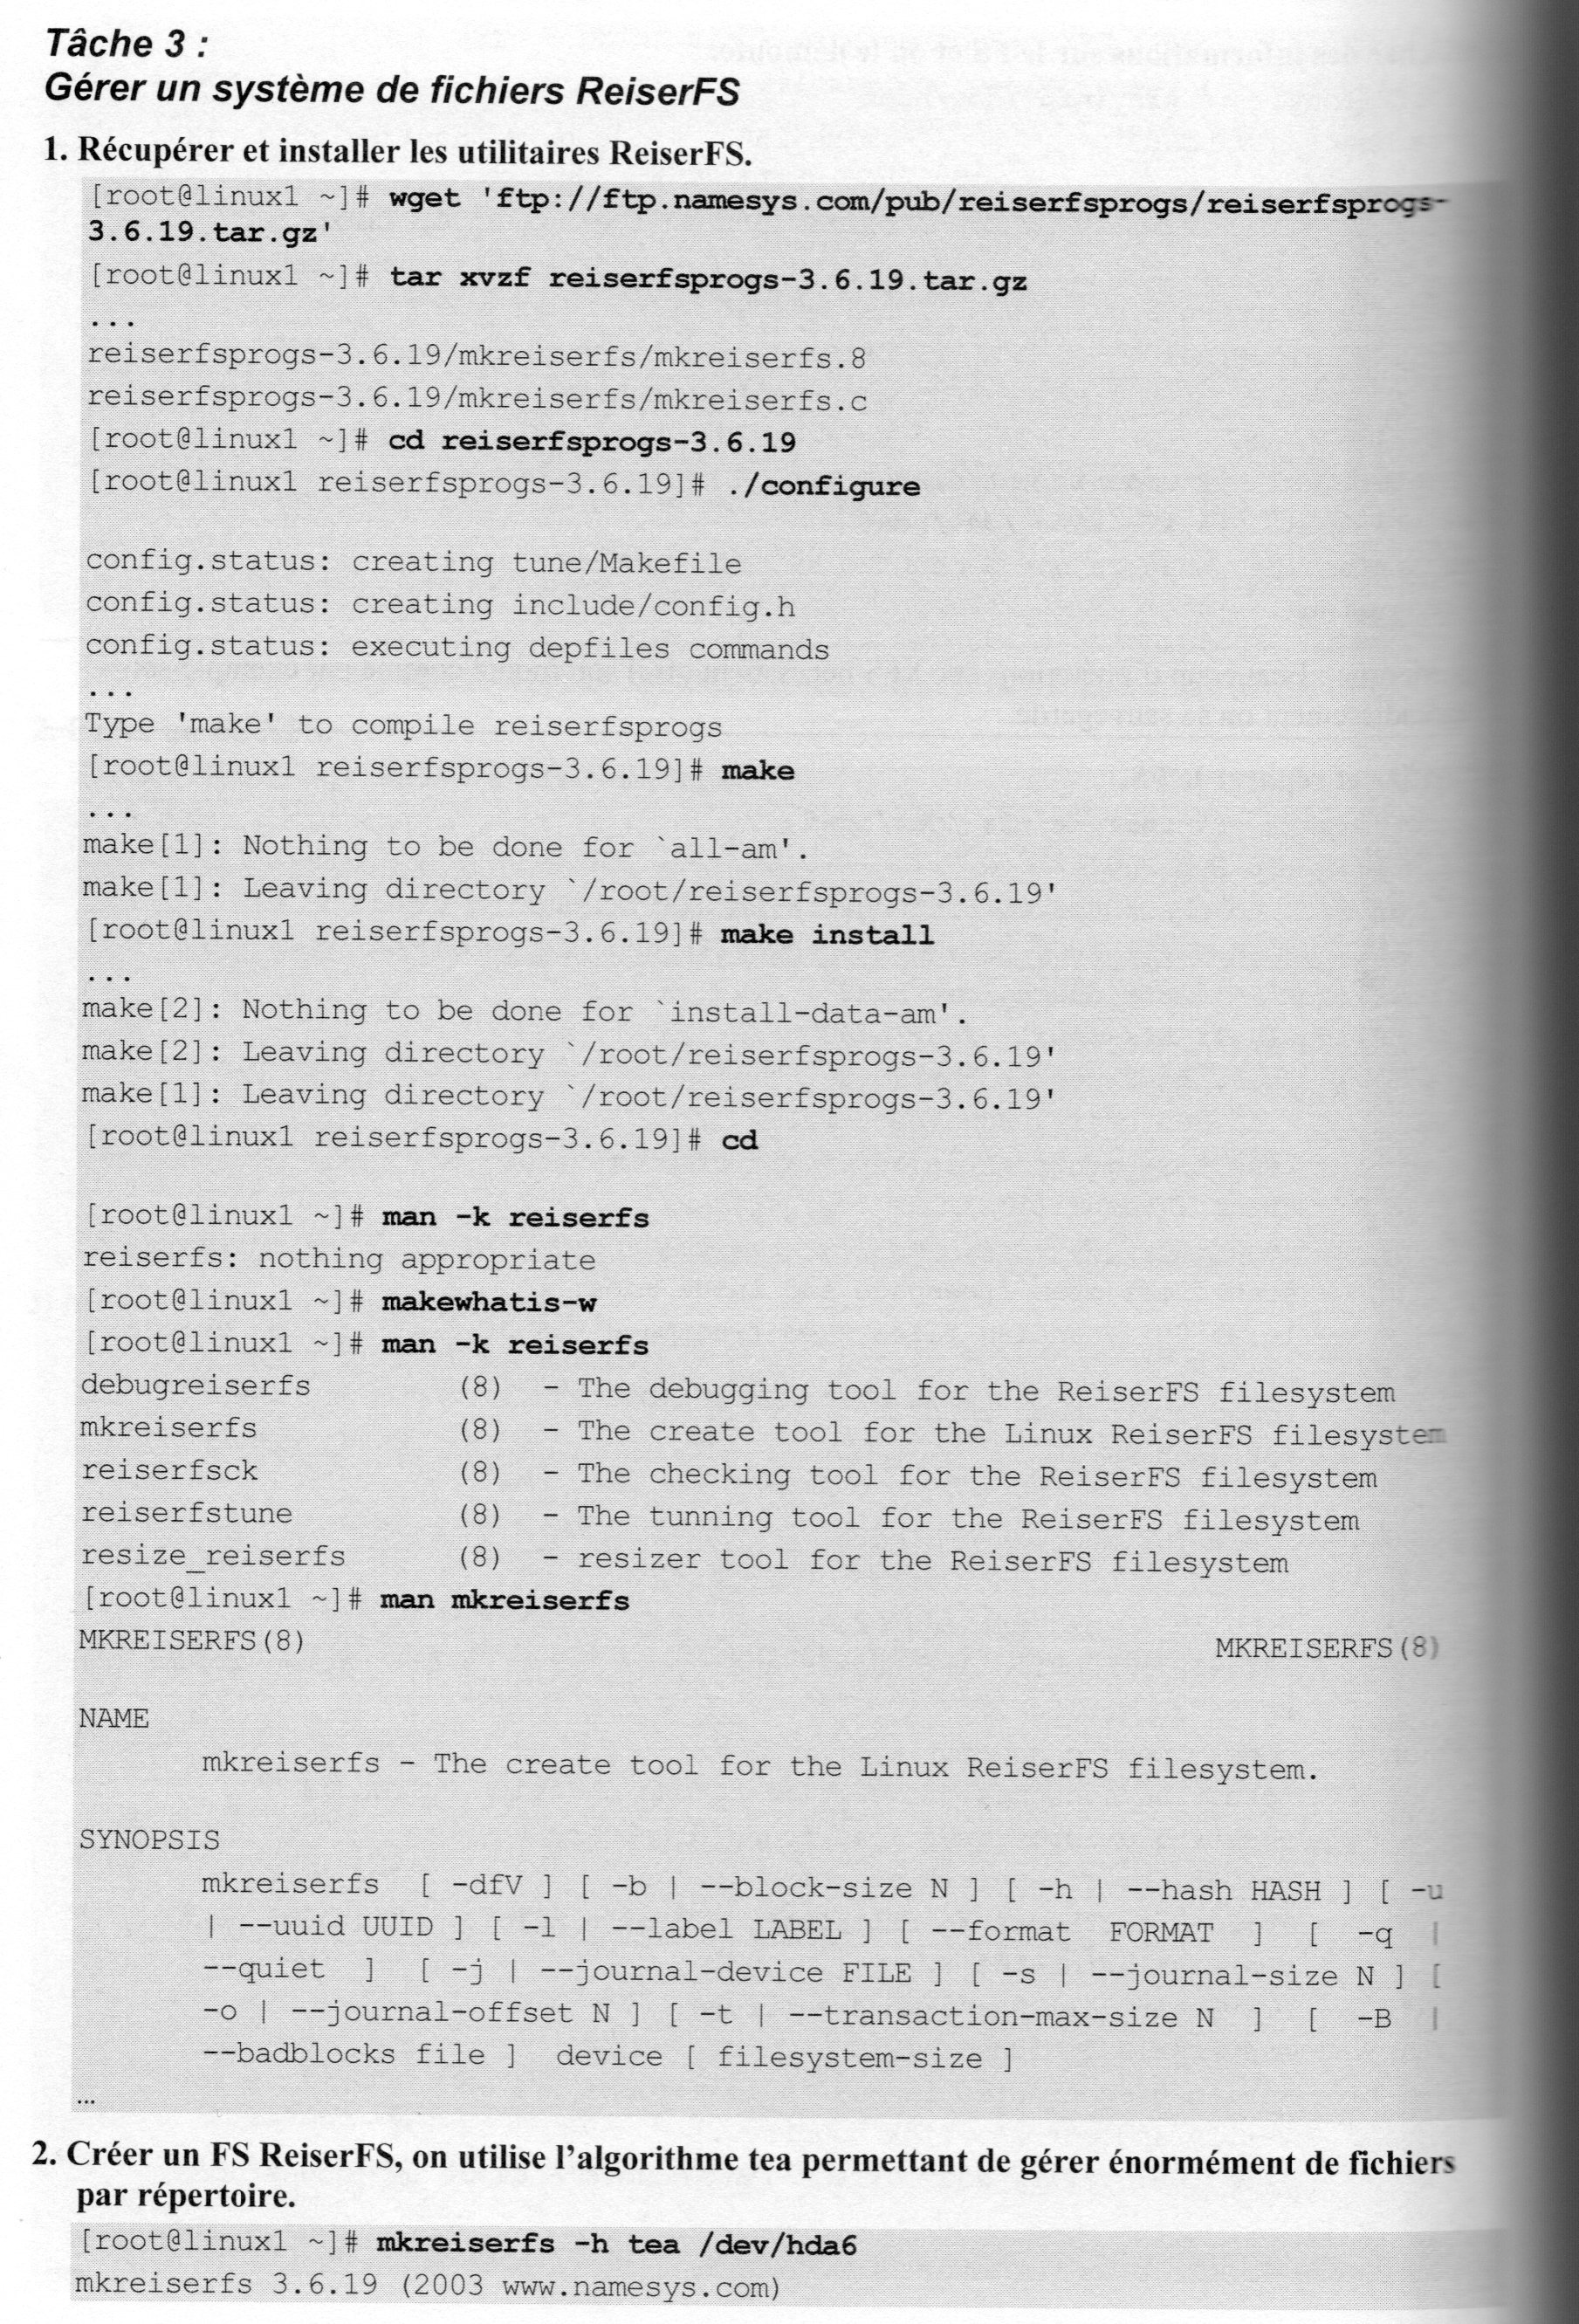 Tâche 3 :
Gérer un système de fichiers ReiserFS
1. Récupérer et installer les utilitaires ReiserFS.
[root@linux1 ~]# wget 'ftp://ftp.namesys.com/pub/reiserfsprogs/reiserfsprogs-
3.6.19.tar.gz'
[root@linux1 ~]# tar xvzf reiserfsprogs-3.6.19.tar.gz
...
reiserfsprogs-3.6.19/mkreiserfs/mkreiserfs.8
reiserfsprogs-3.6.19/mkreiserfs/mkreiserfs.c
[root@linux1 ~]# cd reiserfsprogs-3.6.19
[root@linux1 reiserfsprogs-3.6.19]# ./configure
config.status: creating tune/Makefile
config.status: creating include/config.h
config.status: executing depfiles commands
...
Type 'make' to compile reiserfsprogs
[root@linux1 reiserfsprogs-3.6.19]# make
...
make[1]: Nothing to be done for `all-am'.
make[1]: Leaving directory `/root/reiserfsprogs-3.6.19'
[root@linux1 reiserfsprogs-3.6.19]# make install
...
make[2]: Nothing to be done for `install-data-am'.
make[2]: Leaving directory `/root/reiserfsprogs-3.6.19'
make[1]: Leaving directory `/root/reiserfsprogs-3.6.19'
[root@linux1 reiserfsprogs-3.6.19]# cd
[root@linux1 ~]# man -k reiserfs
reiserfs: nothing appropriate
[root@linux1 ~]# makewhatis-w
[root@linux1 ~]# man -k reiserfs
debugreiserfs (8) - The debugging tool for the ReiserFS filesystem
mkreiserfs (8) - The create tool for the Linux ReiserFS filesystem
reiserfsck (8) - The checking tool for the ReiserFS filesystem
reiserfstune (8) - The tunning tool for the ReiserFS filesystem
resize_reiserfs (8) - resizer tool for the ReiserFS filesystem
[root@linux1 ~]# man mkreiserfs
MKREISERFS(8) MKREISERFS(8)
NAME
mkreiserfs - The create tool for the Linux ReiserFS filesystem.
SYNOPSIS
mkreiserfs [ -dfV ] [ -b | --block-size N ] [ -h | --hash HASH ] [ -u
| --uuid UUID ] [ -l | --label LABEL ] [ --format FORMAT ] [ -q |
--quiet ] [ -j | --journal-device FILE ] [ -s | --journal-size N ] [
-o | --journal-offset N ] [ -t | --transaction-max-size N ] [ -B |
--badblocks file ] device [ filesystem-size ]
...
2. Créer un FS ReiserFS, on utilise l'algorithme tea permettant de gérer énormément de fichiers
par répertoire.
[root@linux1 ~]# mkreiserfs -h tea /dev/hda6
mkreiserfs 3.6.19 (2003 www.namesys.com)